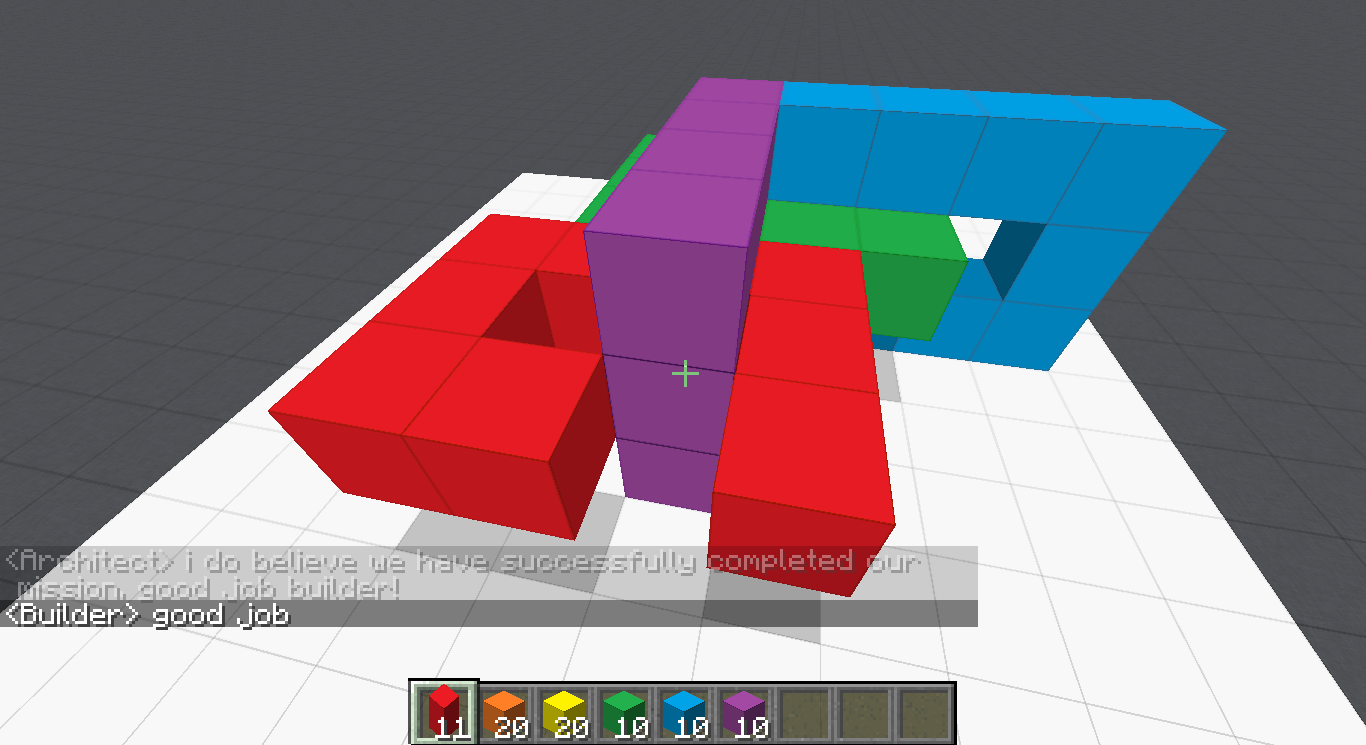 <Architect> i do believe we have successfully completed our
mission, good job builder!
<Builder> good job
11 20 20 10 10 10